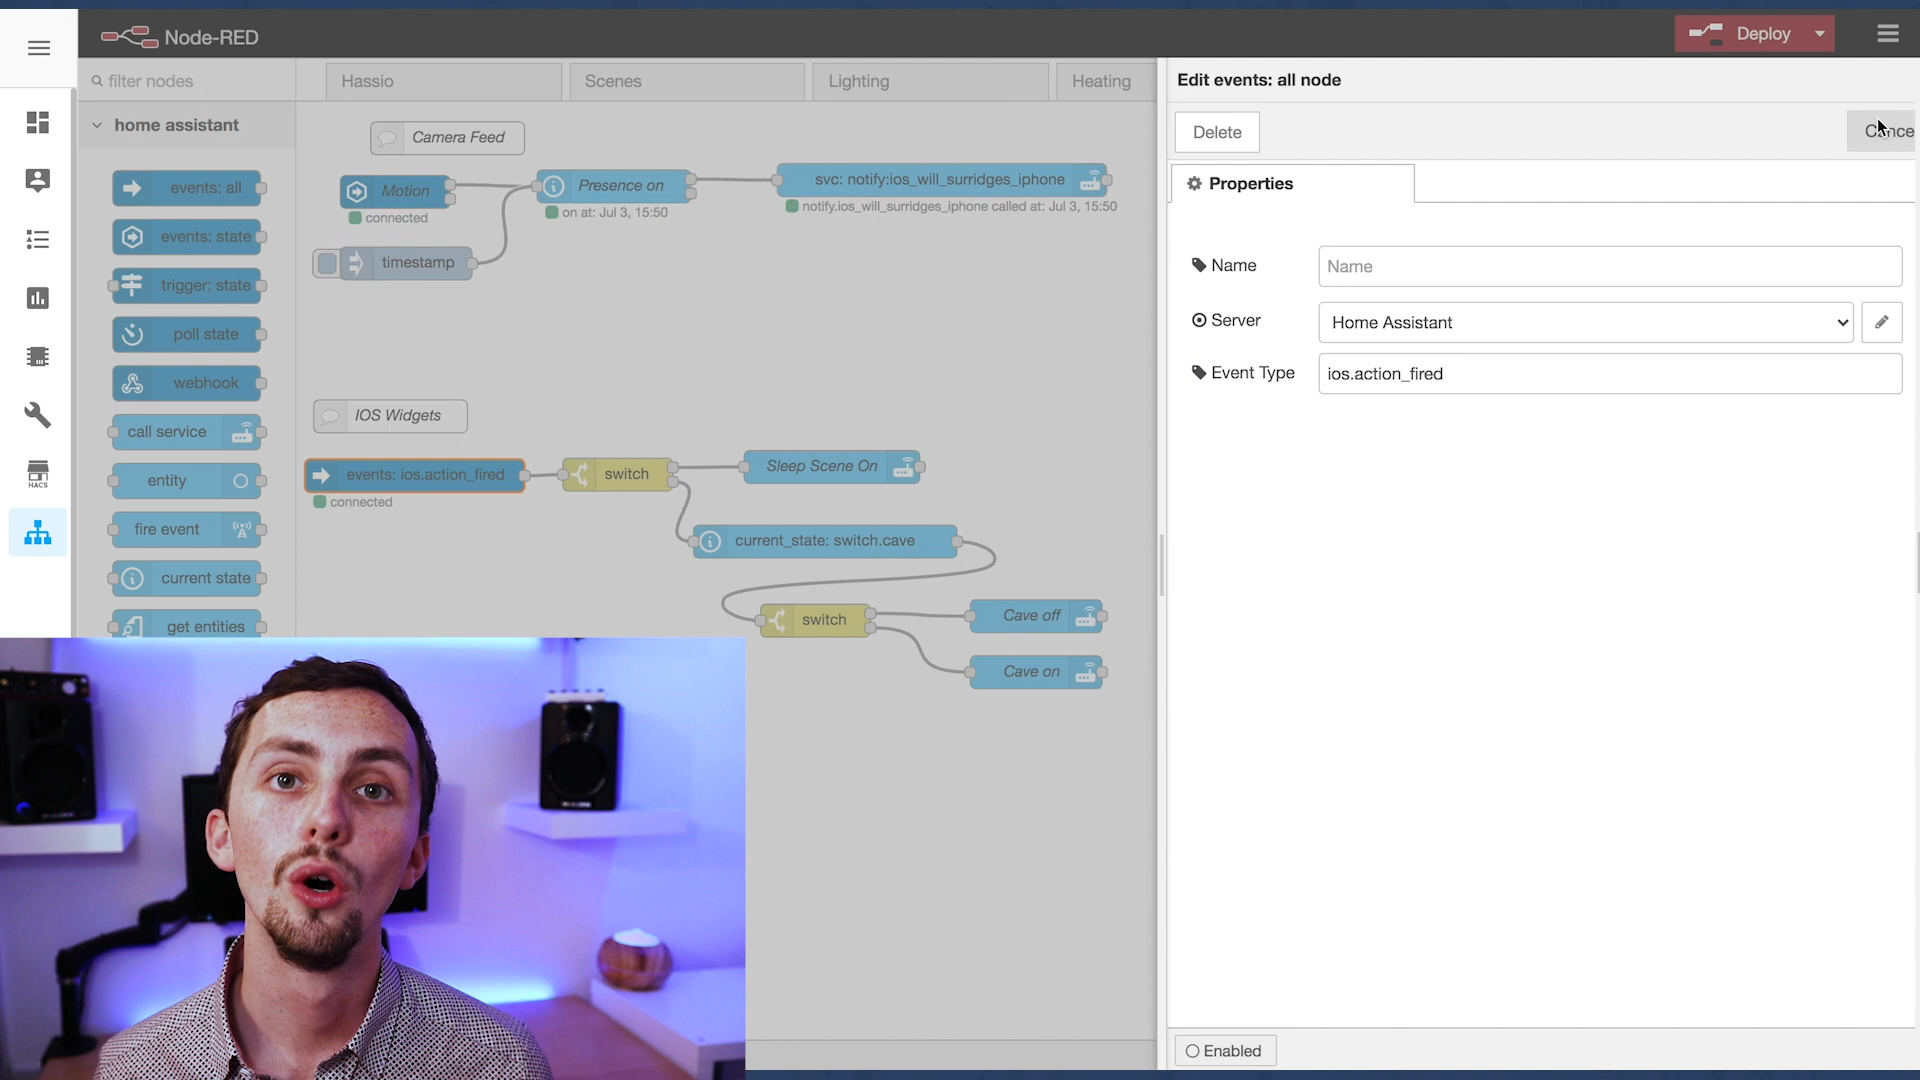 Node-RED
Deploy
filter nodes
Hassio
Scenes
Lighting
Heating
home assistant
events: all
events: state
trigger: state
poll state
webhook
call service
entity
fire event
current state
get entities
HACS
Camera Feed
Motion
connected
timestamp
Presence on
on at: Jul 3, 15:50
svc: notify:ios_will_surridges_iphone
notify.ios_will_surridges_iphone called at: Jul 3, 15:50
IOS Widgets
events: ios.action_fired
connected
switch
Sleep Scene On
current_state: switch.cave
switch
Cave off
Cave on
Edit events: all node
Delete
Cance
Properties
Name
Name
Server
Home Assistant
Event Type
ios.action_fired
Enabled